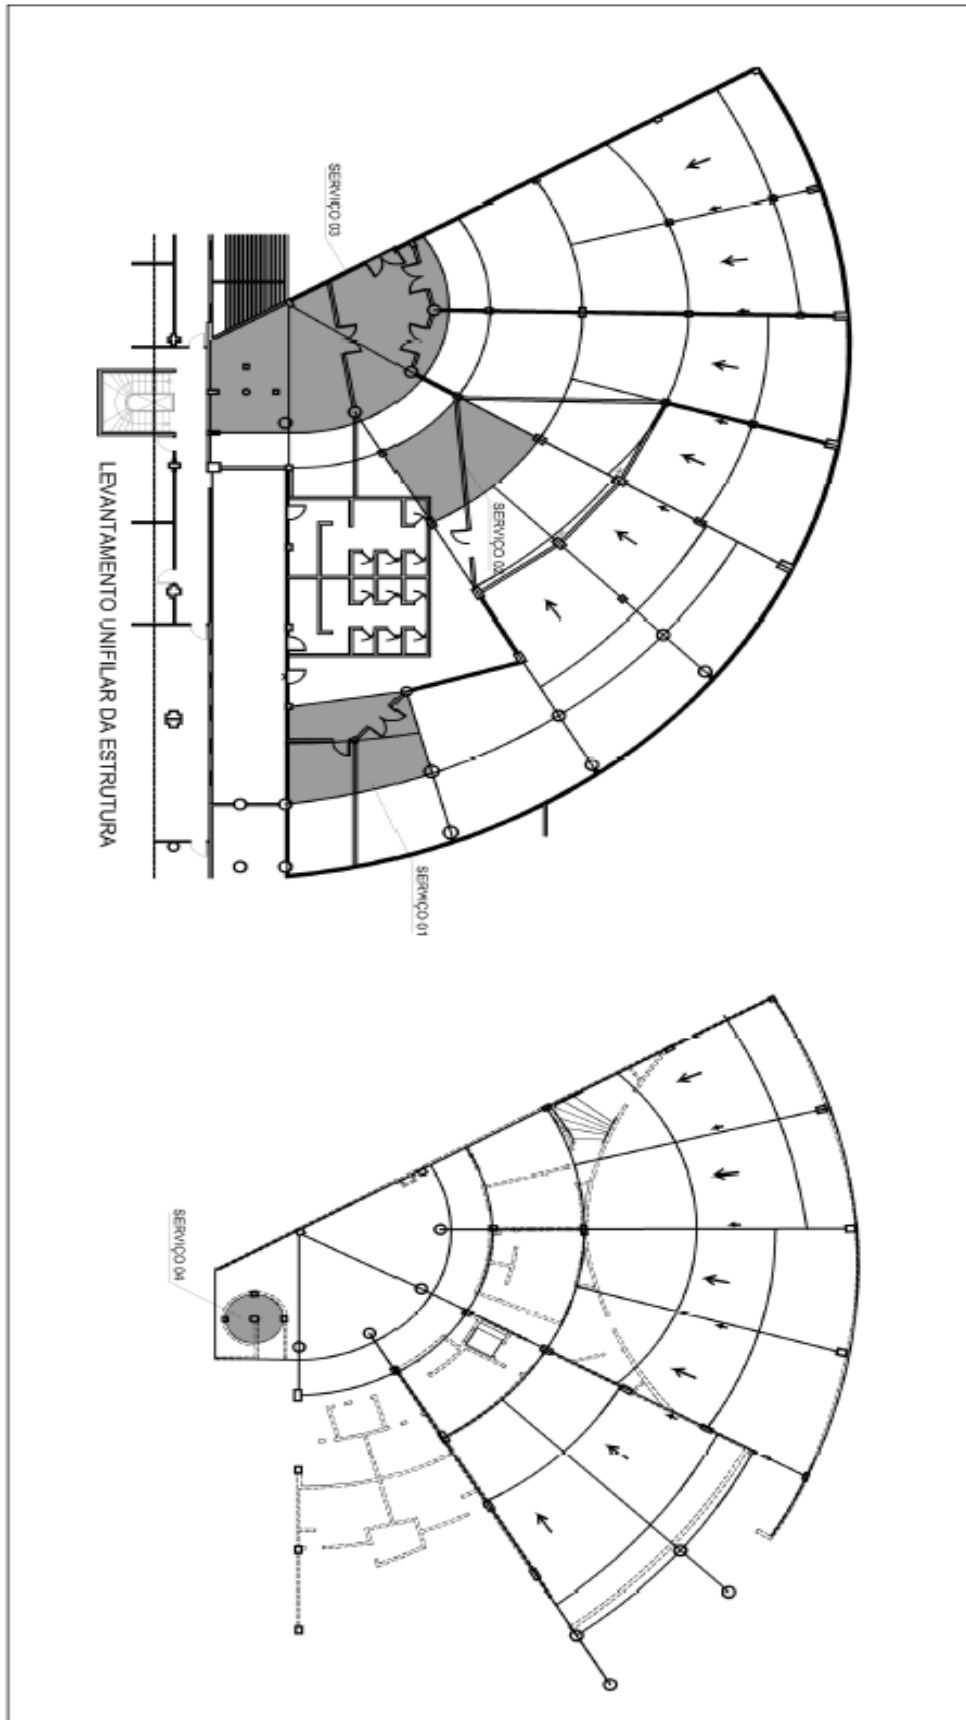 SERVIÇO 03
SERVIÇO 02
LEVANTAMENTO UNIFILAR DA ESTRUTURA
SERVIÇO 01
SERVIÇO 04